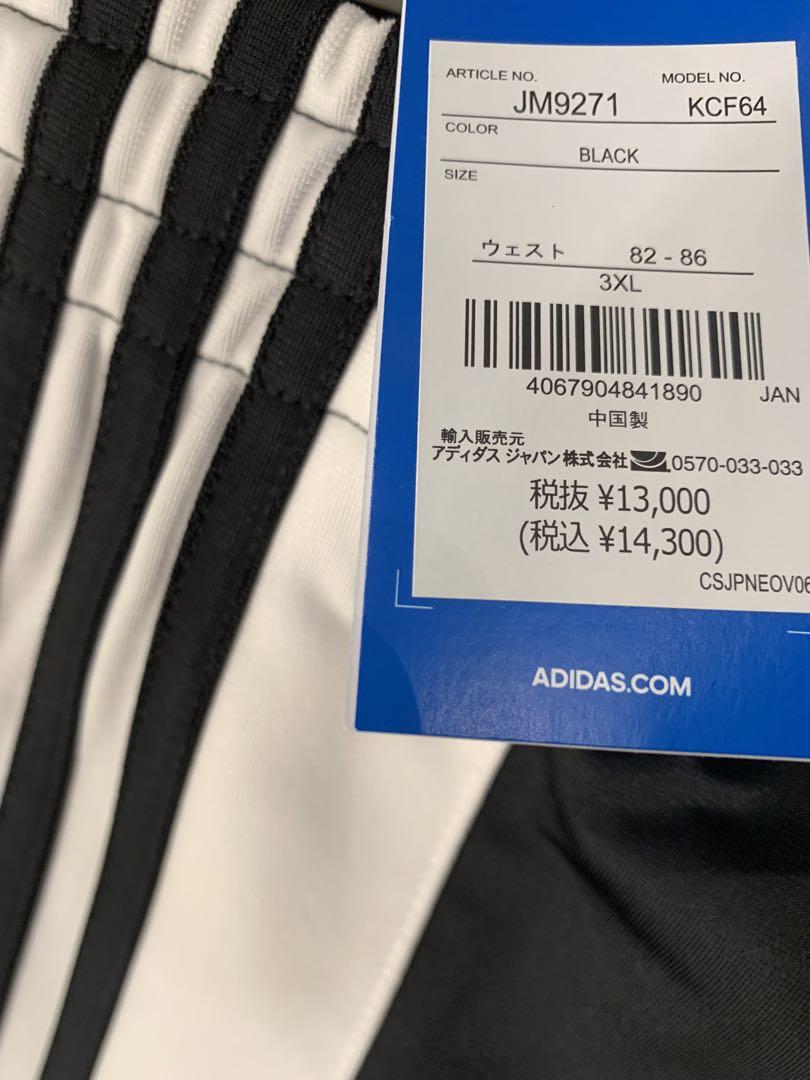 ARTICLE NO. MODEL NO.
JM9271 KCF64
COLOR
BLACK
SIZE
ウェスト 82 - 86
3XL
4067904841890 JAN
中国製
輸入販売元
アディダス ジャパン株式会社 0570-033-033
税抜 ¥13,000
(税込 ¥14,300)
CSJPNEOV06
ADIDAS.COM